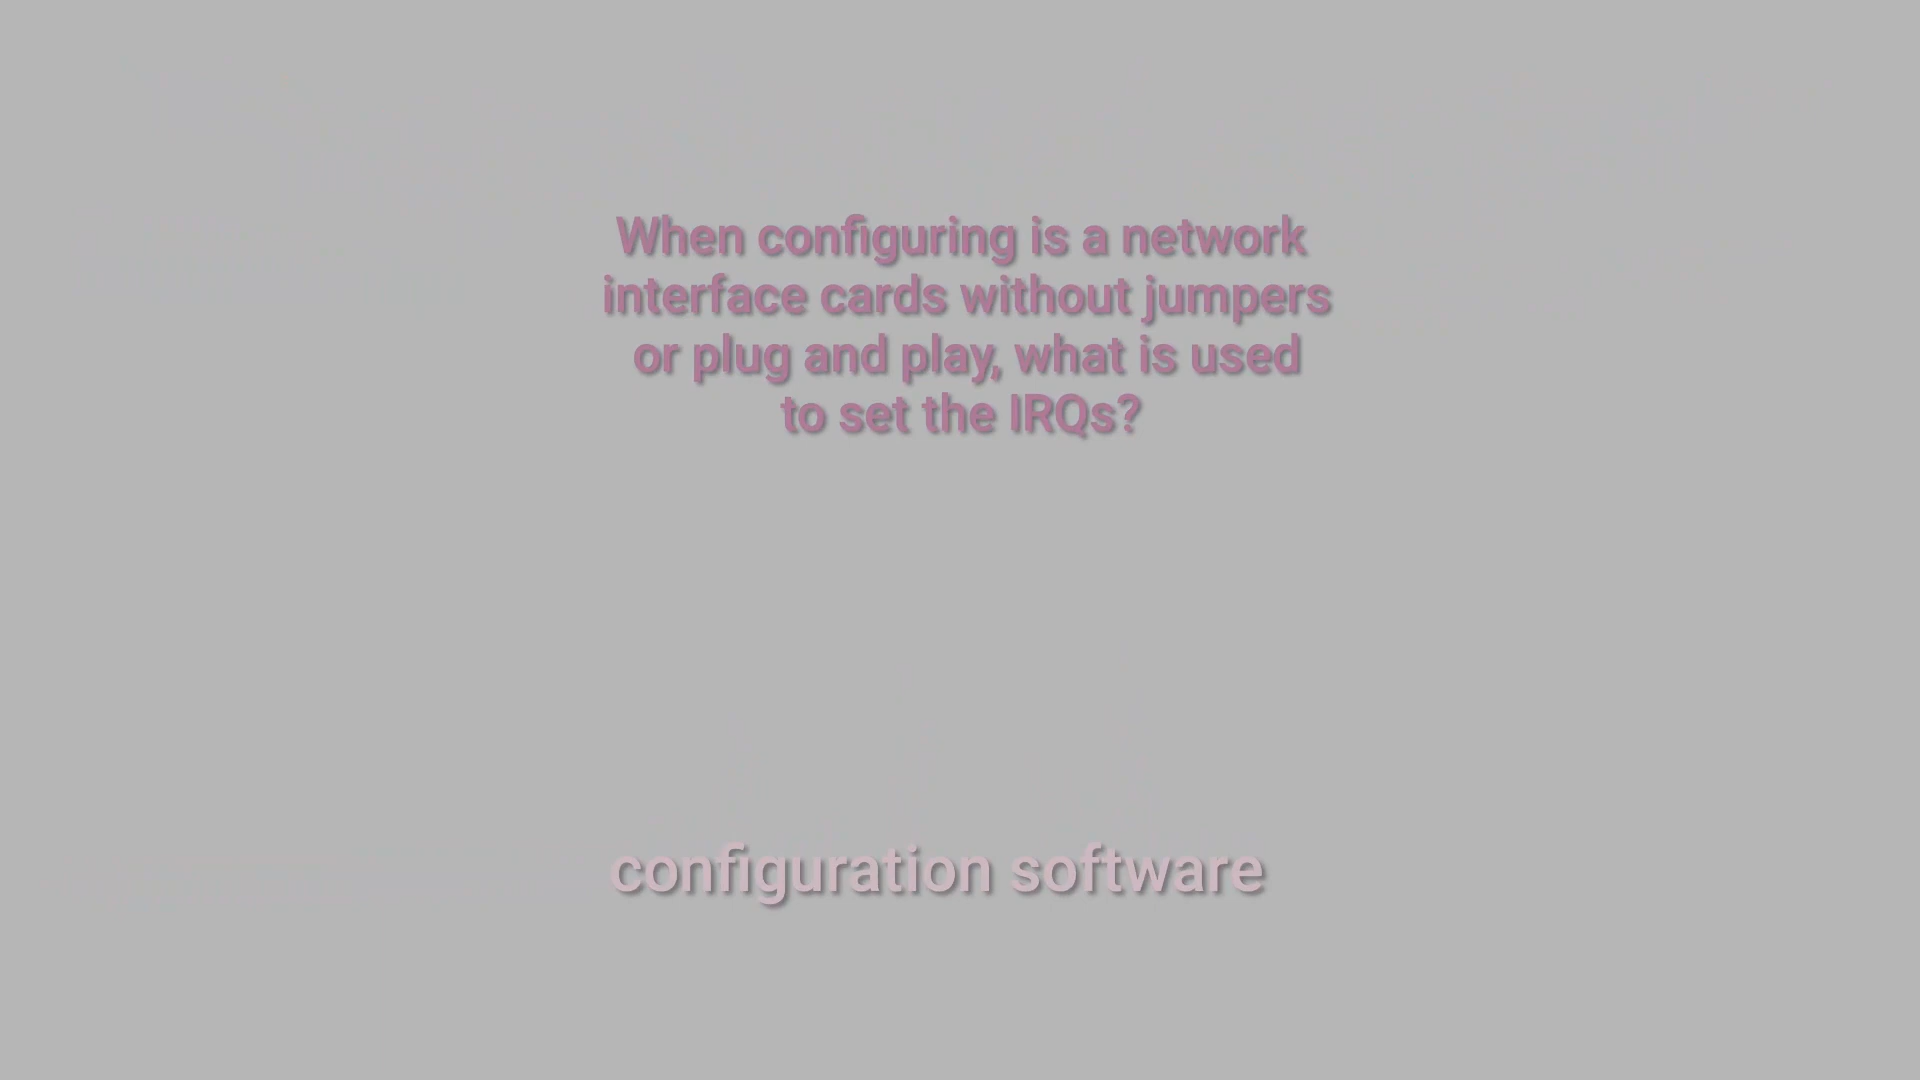 When configuring is a network
interface cards without jumpers
or plug and play, what is used
to set the IRQs?
configuration software